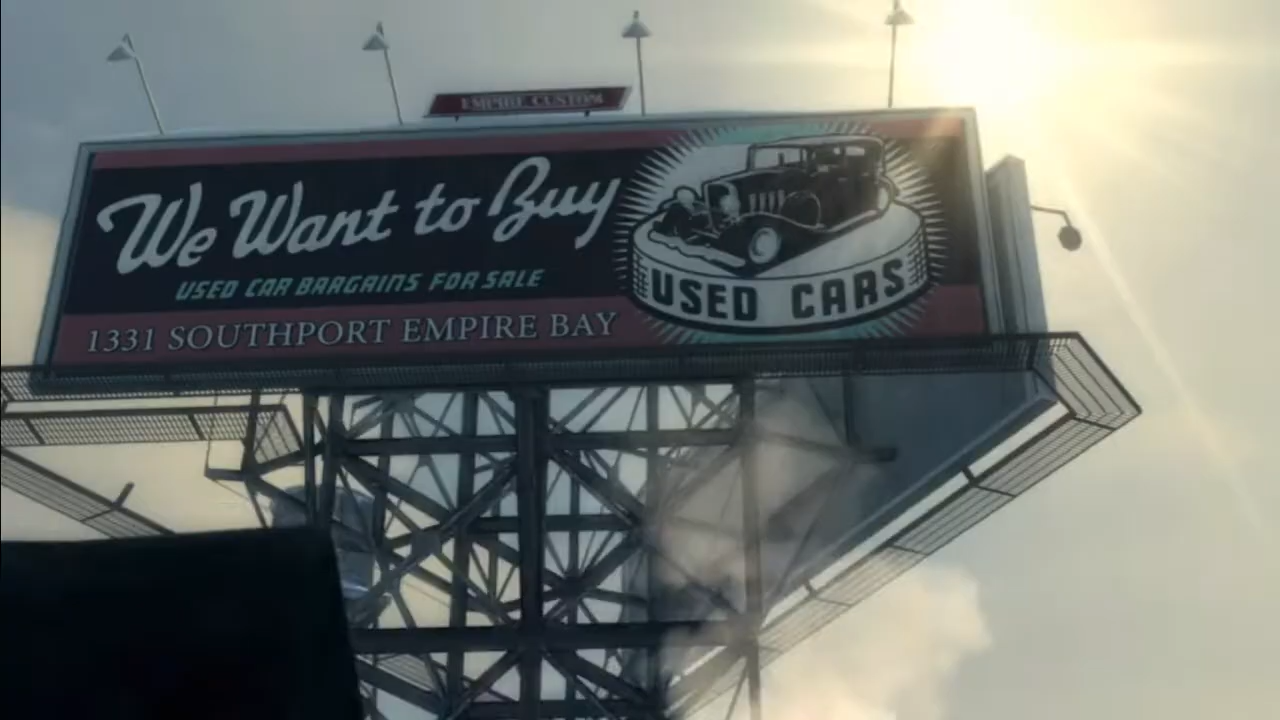 EMPIRE CUSTOM
We Want to Buy
USED CAR BARGAINS FOR SALE
1331 SOUTHPORT EMPIRE BAY
USED CARS